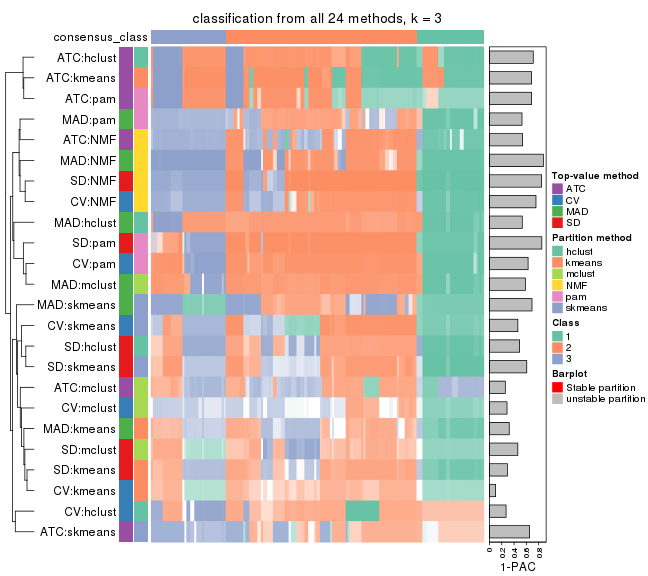 classification from all 24 methods, k = 3
consensus_class
ATC:hclust
ATC:kmeans
ATC:pam
MAD:pam
ATC:NMF
MAD:NMF
SD:NMF
CV:NMF
MAD:hclust
SD:pam
CV:pam
MAD:mclust
MAD:skmeans
CV:skmeans
SD:hclust
SD:skmeans
ATC:mclust
CV:mclust
MAD:kmeans
SD:mclust
SD:kmeans
CV:kmeans
CV:hclust
ATC:skmeans
0
0.2
0.4
0.6
0.8
1-PAC
Top-value method
ATC
CV
MAD
SD
Partition method
hclust
kmeans
mclust
NMF
pam
skmeans
Class
1
2
3
Barplot
Stable partition
unstable partition